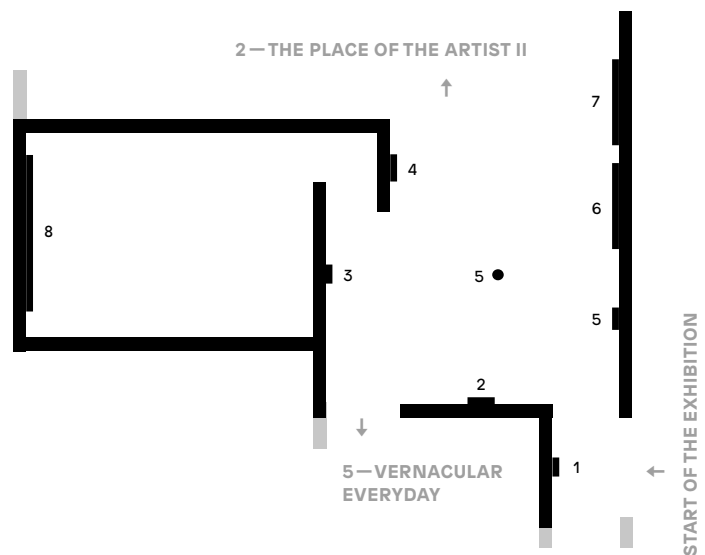 2—THE PLACE OF THE ARTIST II
7
4
6
8
3
5
5
2
5—VERNACULAR
EVERYDAY
1
START OF THE EXHIBITION